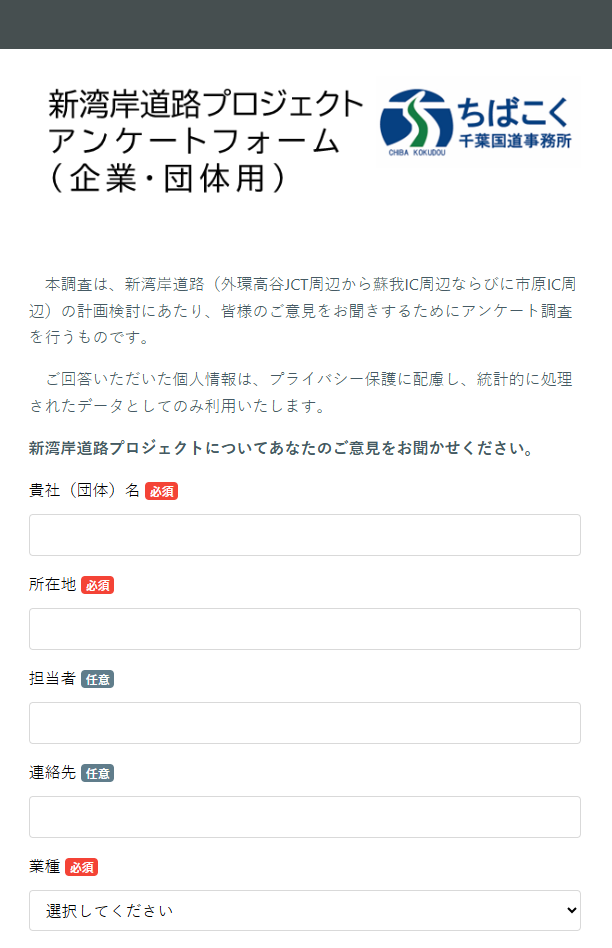 新湾岸道路プロジェクト
アンケートフォーム
（企業・団体用）
ちばこく
千葉国道事務所
CHIBA KOKUDOU
本調査は、新湾岸道路（外環高谷JCT周辺から蘇我IC周辺ならびに市原IC周
辺）の計画検討にあたり、皆様のご意見をお聞きするためにアンケート調査
を行うものです。
ご回答いただいた個人情報は、プライバシー保護に配慮し、統計的に処理
されたデータとしてのみ利用いたします。
新湾岸道路プロジェクトについてあなたのご意見をお聞かせください。
貴社（団体）名 必須
所在地 必須
担当者 任意
連絡先 任意
業種 必須
選択してください